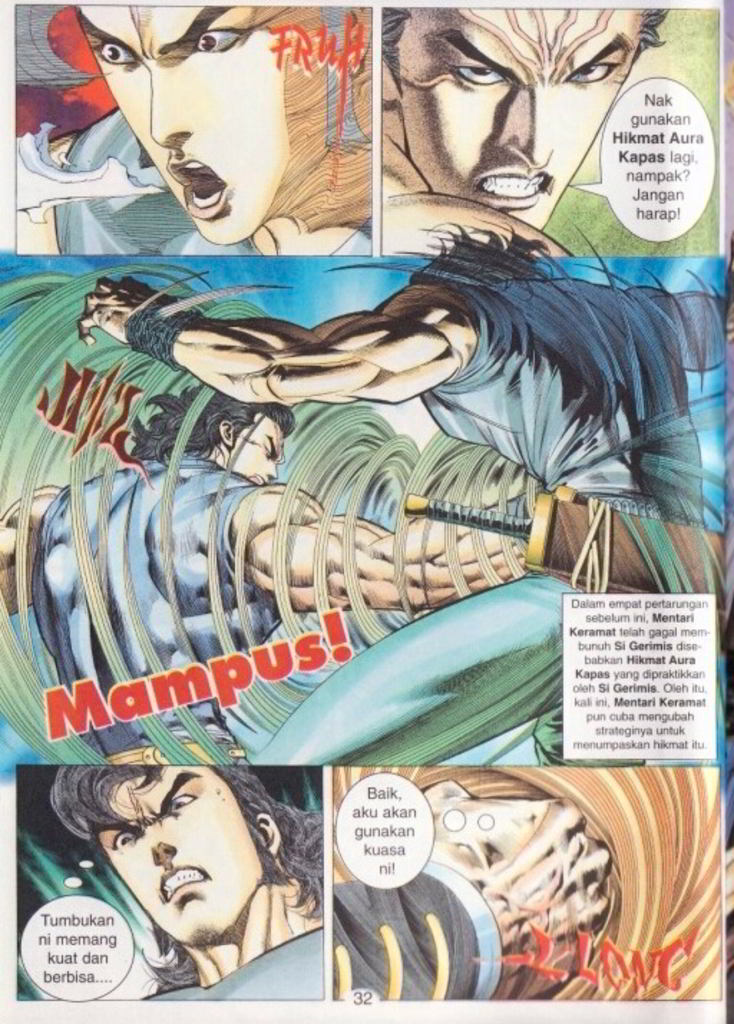 FRUH
Nak
gunakan
Hikmat Aura
Kapas lagi,
nampak?
Jangan
harap!
Mampus!
Dalam empat pertarungan
sebelum ini, Mentari
Keramat telah gagal mem-
bunuh Si Gerimis dise-
babkan Hikmat Aura
Kapas yang dipraktikkan
oleh Si Gerimis. Oleh itu,
kali ini, Mentari Keramat
pun cuba mengubah
strateginya untuk
menumpaskan hikmat itu.
Tumbukan
ni memang
kuat dan
berbisa....
Baik,
aku akan
gunakan
kuasa
ni!
32